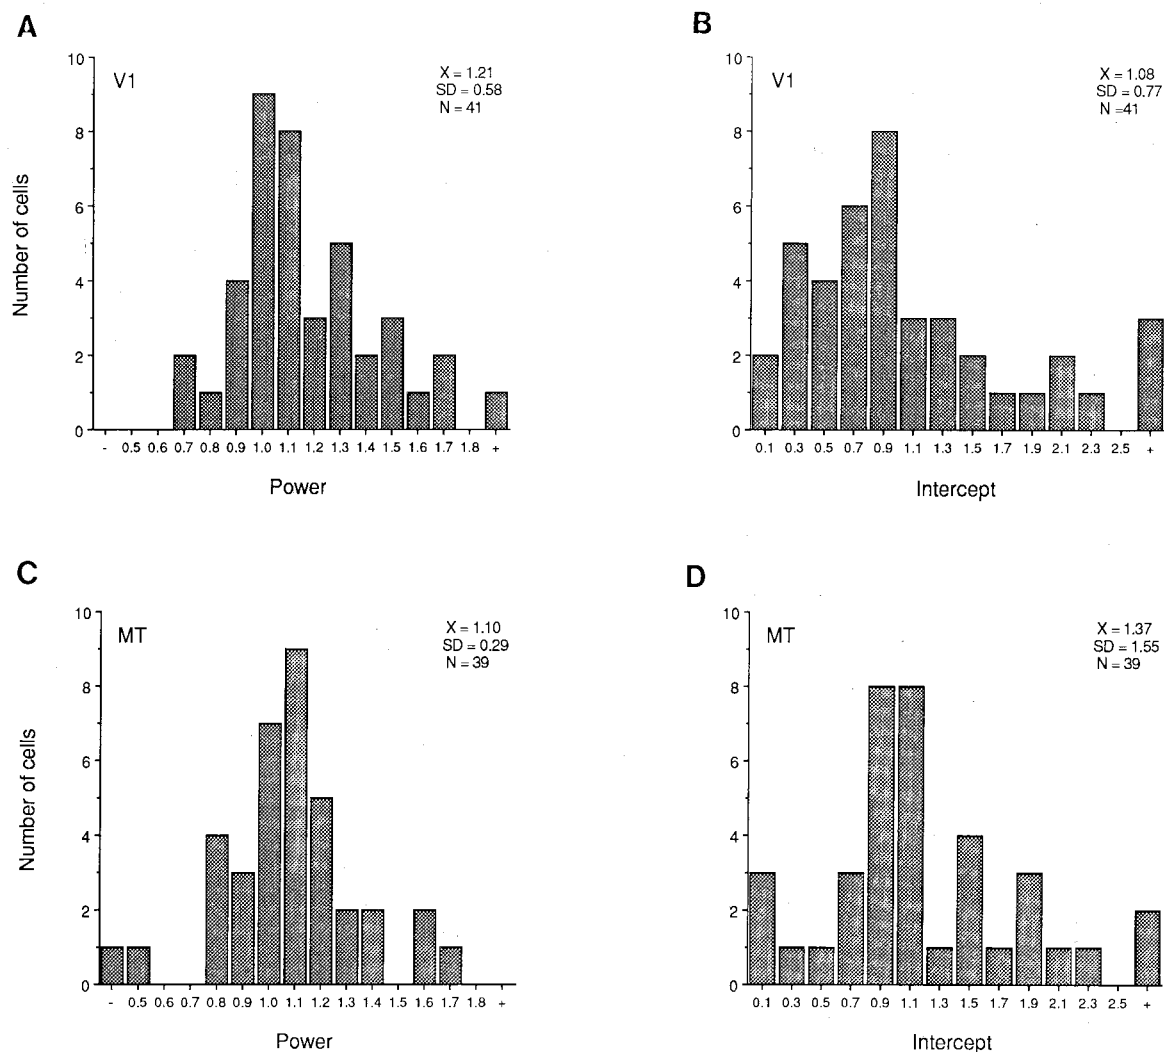 A
V1
X = 1.21
SD = 0.58
N = 41
10
8
6
4
2
0
Number of cells
- 0.5 0.6 0.7 0.8 0.9 1.0 1.1 1.2 1.3 1.4 1.5 1.6 1.7 1.8 +
Power
B
V1
X = 1.08
SD = 0.77
N =41
10
8
6
4
2
0
0.1 0.3 0.5 0.7 0.9 1.1 1.3 1.5 1.7 1.9 2.1 2.3 2.5 +
Intercept
C
MT
X = 1.10
SD = 0.29
N = 39
10
8
6
4
2
0
Number of cells
- 0.5 0.6 0.7 0.8 0.9 1.0 1.1 1.2 1.3 1.4 1.5 1.6 1.7 1.8 +
Power
D
MT
X = 1.37
SD = 1.55
N = 39
10
8
6
4
2
0
0.1 0.3 0.5 0.7 0.9 1.1 1.3 1.5 1.7 1.9 2.1 2.3 2.5 +
Intercept